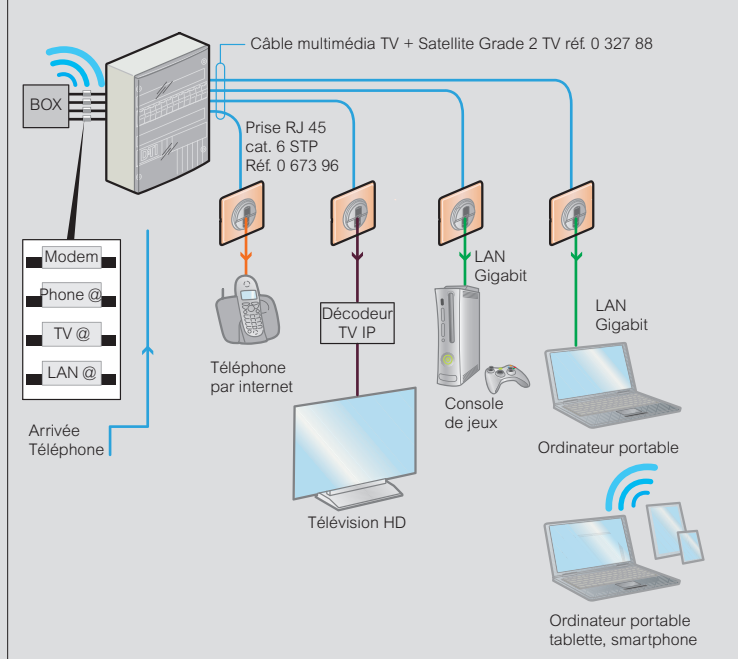 Câble multimédia TV + Satellite Grade 2 TV réf. 0 327 88
BOX
Prise RJ 45
cat. 6 STP
Réf. 0 673 96
Modem
Phone @
TV @
LAN @
Arrivée
Téléphone
Téléphone
par internet
Décodeur
TV IP
Télévision HD
LAN
Gigabit
Console
de jeux
LAN
Gigabit
Ordinateur portable
Ordinateur portable
tablette, smartphone